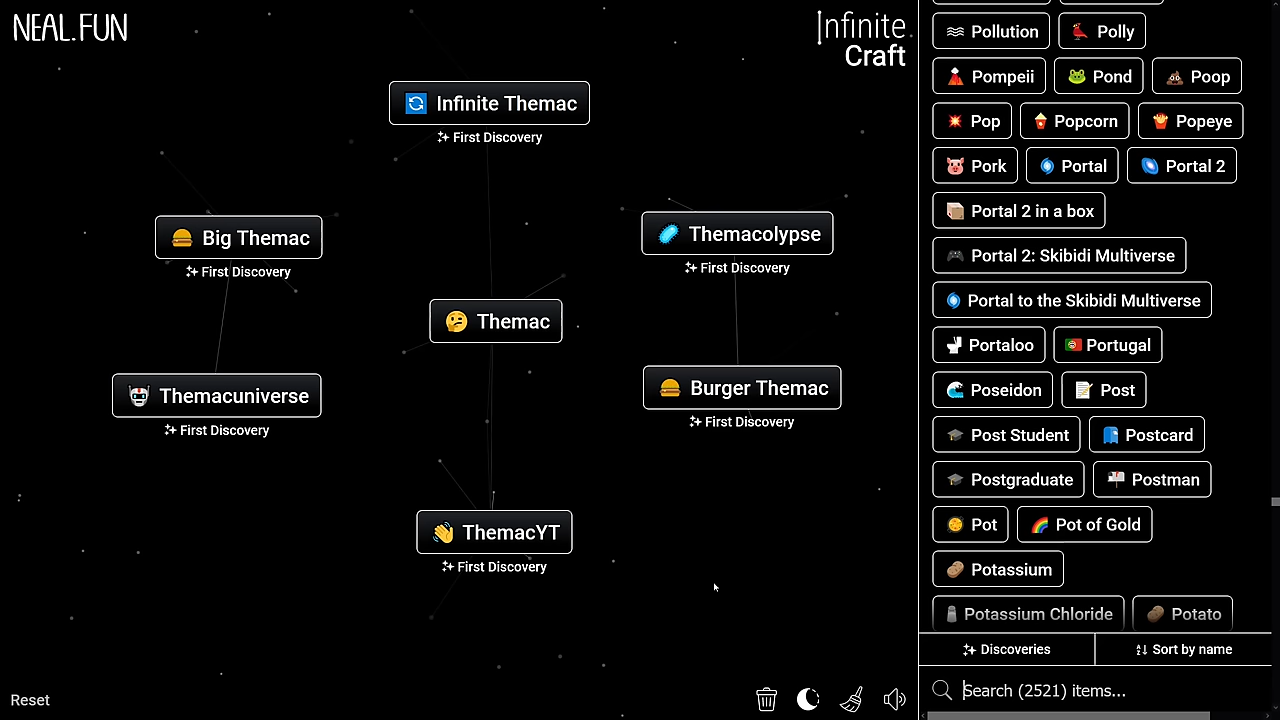 NEAL.FUN
Infinite
Craft
Infinite Themac
First Discovery
Big Themac
First Discovery
Themacolypse
First Discovery
Themac
Themacuniverse
First Discovery
Burger Themac
First Discovery
ThemacYT
First Discovery
Reset
Pollution Polly
Pompeii Pond Poop
Pop Popcorn Popeye
Pork Portal Portal 2
Portal 2 in a box
Portal 2: Skibidi Multiverse
Portal to the Skibidi Multiverse
Portaloo Portugal
Poseidon Post
Post Student Postcard
Postgraduate Postman
Pot Pot of Gold
Potassium
Potassium Chloride Potato
Discoveries Sort by name
Search (2521) items...